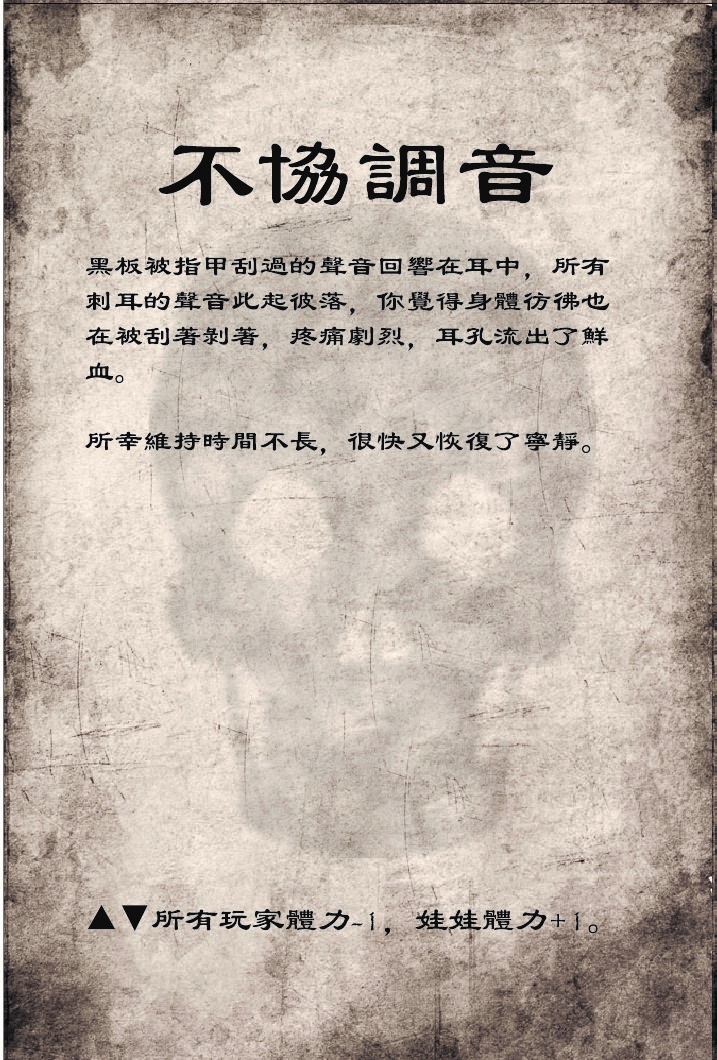 不協調音
黑板被指甲刮過的聲音回響在耳中，所有
刺耳的聲音此起彼落，你覺得身體彷彿也
在被刮著剝著，疼痛劇烈，耳孔流出了鮮
血。
所幸維持時間不長，很快又恢復了寧靜。
▲▼所有玩家體力-1，娃娃體力+1。